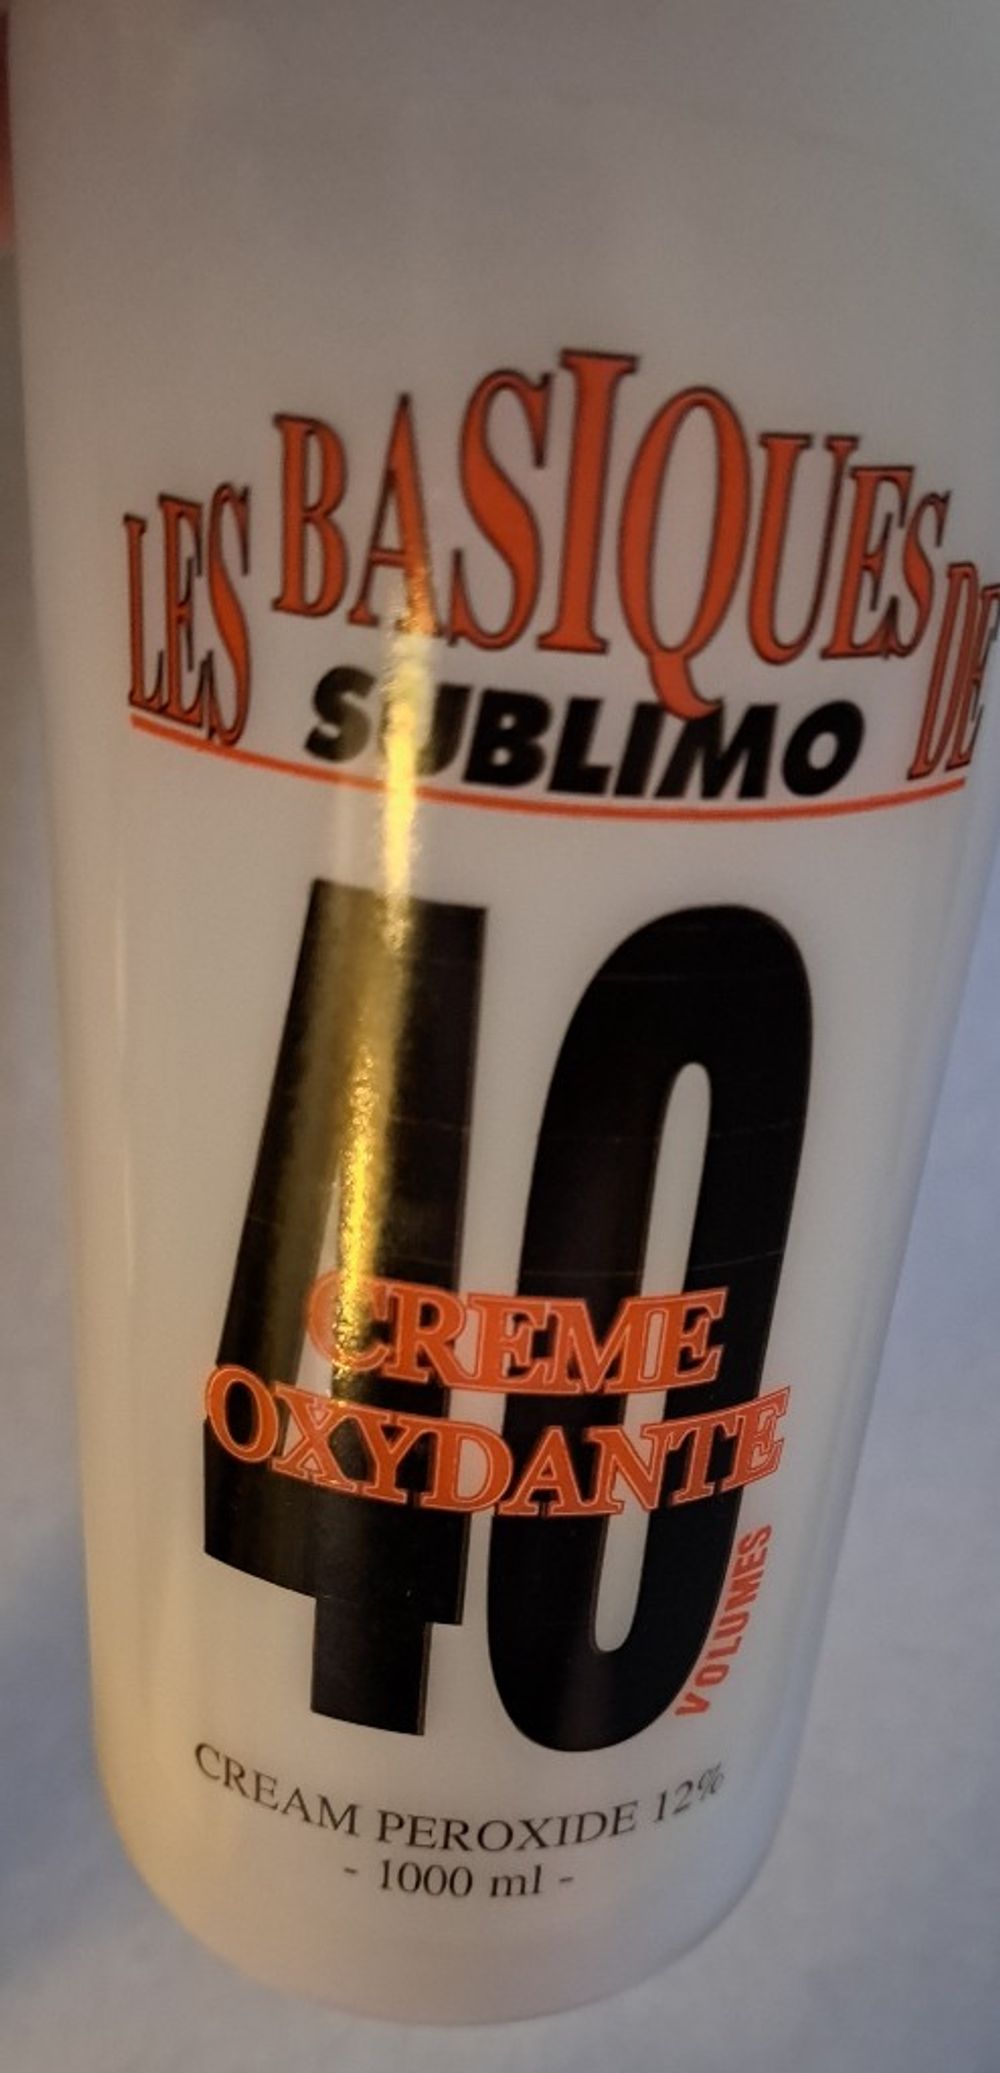 LES BASIQUES DE
SUBLIMO
40
CREME
OXYDANTE
VOLUMES
CREAM PEROXIDE 12%
- 1000 ml -